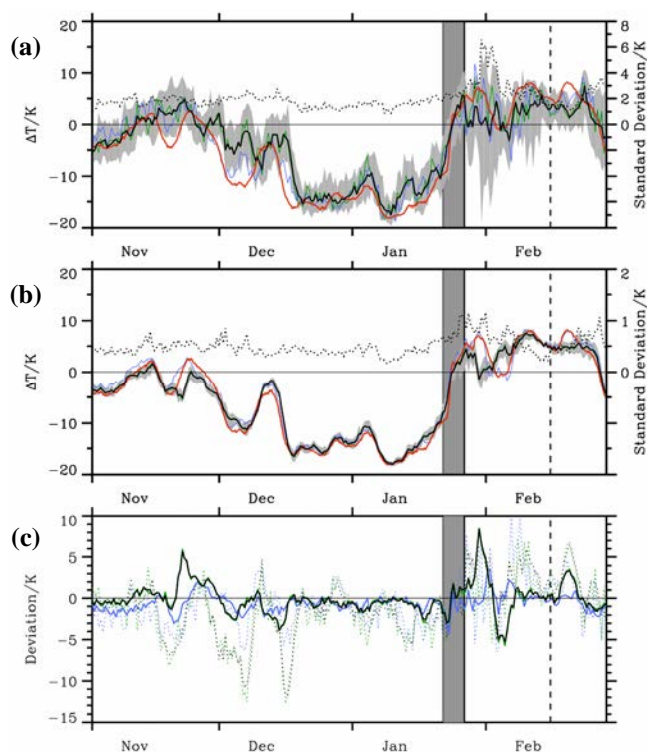 (a)
ΔT/K
20
10
0
-10
-20
Standard Deviation/K
8
6
4
2
0
Nov Dec Jan Feb
(b)
ΔT/K
20
10
0
-10
-20
Standard Deviation/K
2
1
0
Nov Dec Jan Feb
(c)
Deviation/K
10
5
0
-5
-10
-15
Nov Dec Jan Feb